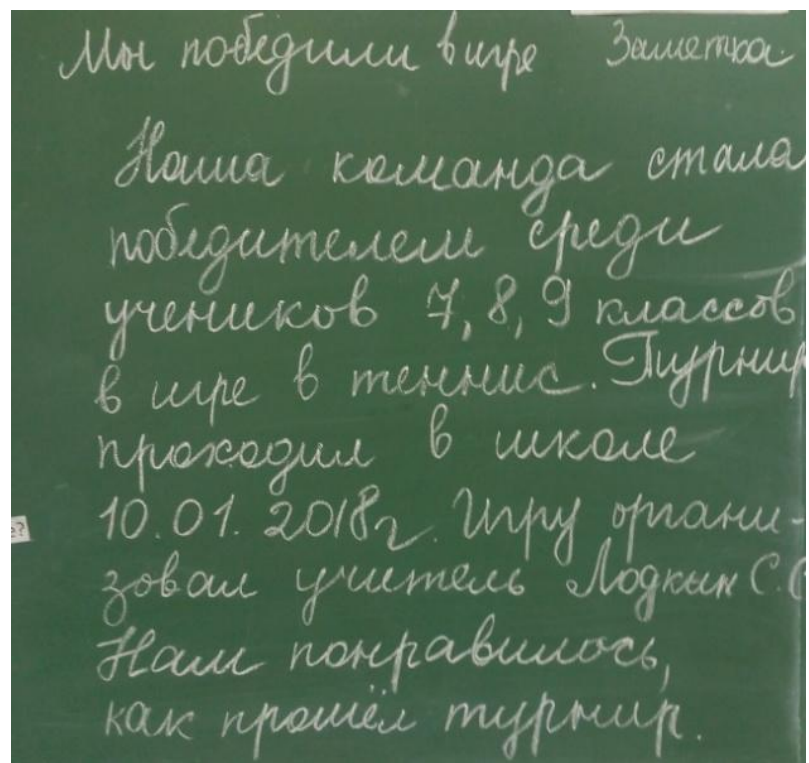 Мы победили в игре Заметка.
Наша команда стала
победителем среди
учеников 7, 8, 9 классов
в игре в теннис. Турнир
проходил в школе
10.01.2018г. Игру органи-
зовал учитель Лодкин С.С
Нам понравилось,
как прошёл турнир.